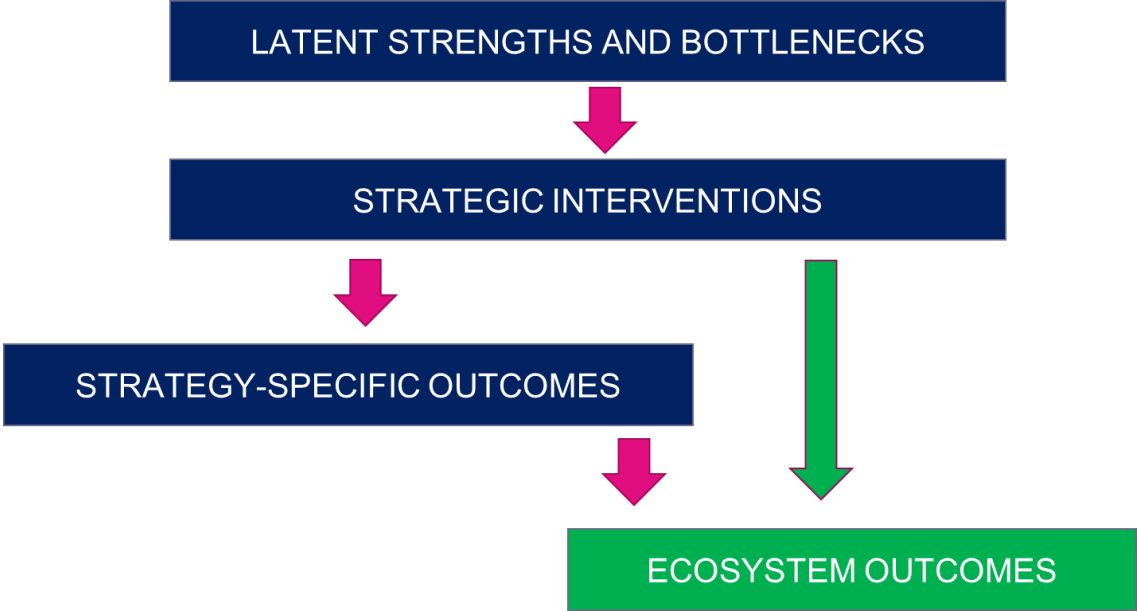 LATENT STRENGTHS AND BOTTLENECKS
STRATEGIC INTERVENTIONS
STRATEGY-SPECIFIC OUTCOMES
ECOSYSTEM OUTCOMES